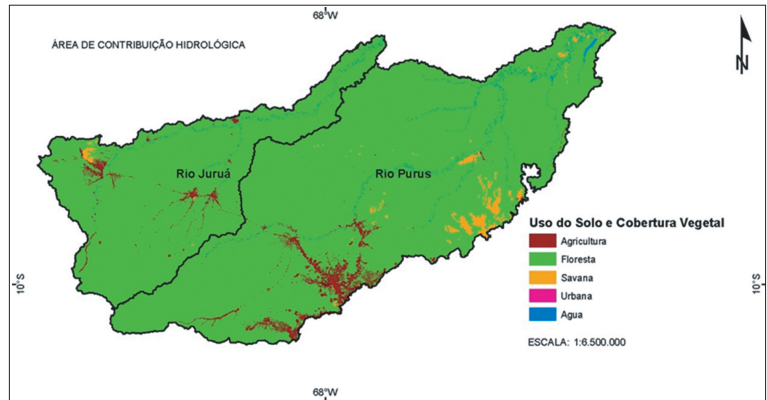 68°W
ÁREA DE CONTRIBUIÇÃO HIDROLÓGICA
N
Rio Juruá
Rio Purus
Uso do Solo e Cobertura Vegetal
Agricultura
Floresta
Savana
Urbana
Agua
10°S
10°S
ESCALA: 1:6.500.000
68°W